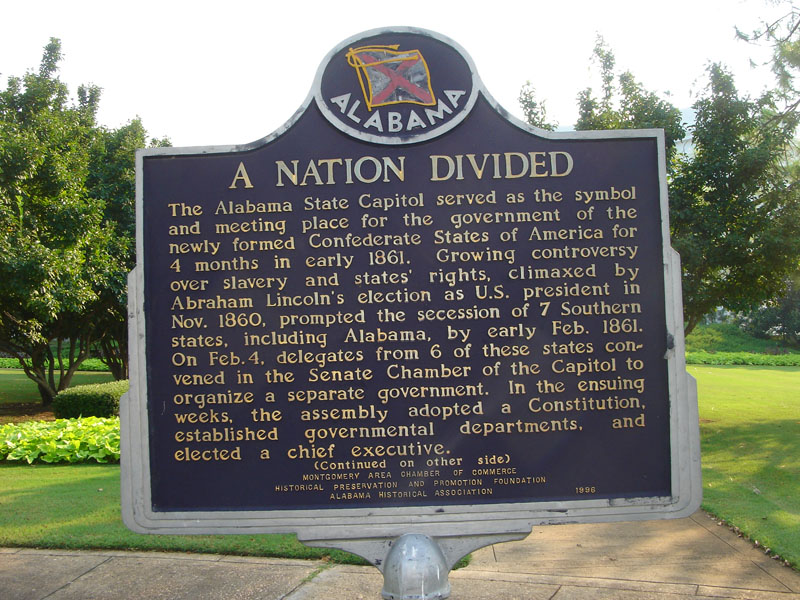 ALABAMA
A NATION DIVIDED
The Alabama State Capitol served as the symbol
and meeting place for the government of the
newly formed Confederate States of America for
4 months in early 1861. Growing controversy
over slavery and states' rights, climaxed by
Abraham Lincoln's election as U.S. president in
Nov. 1860, prompted the secession of 7 Southern
states, including Alabama, by early Feb. 1861.
On Feb. 4, delegates from 6 of these states con-
vened in the Senate Chamber of the Capitol to
organize a separate government. In the ensuing
weeks, the assembly adopted a Constitution,
established governmental departments, and
elected a chief executive.
(Continued on other side)
MONTGOMERY AREA CHAMBER OF COMMERCE
HISTORICAL PRESERVATION AND PROMOTION FOUNDATION
ALABAMA HISTORICAL ASSOCIATION 1996